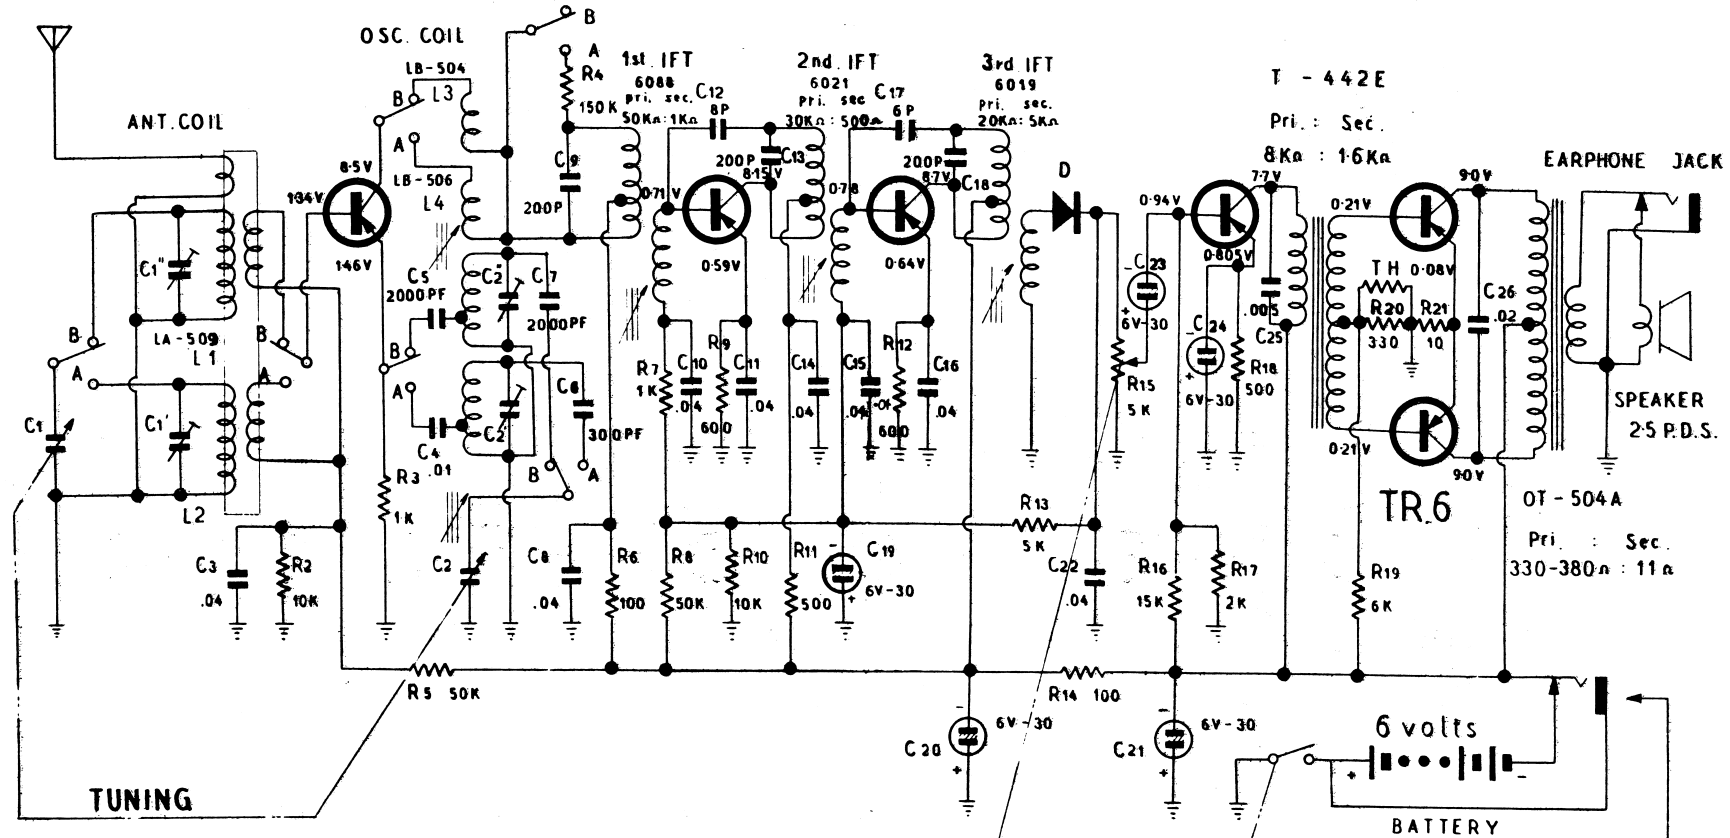 B
OSC. COIL
A
LB-504
B
L3
A
LB-506
L4
R4
150K
1st. IFT
6088
pri. sec.
50KΩ:1KΩ
C12
8P
2nd. IFT
6021
Pri. sec
30KΩ:500Ω
C17
6P
3rd IFT
6019
Pri. sec.
20KΩ:5KΩ
T - 442E
Pri. : Sec.
8KΩ : 1.6KΩ
ANT. COIL
EARPHONE JACK
8.5V
1.34V
1.46V
C9
200P
0.71V
200P
C13
8.15V
0.78
200P
8.7V
C18
D
0.94V
7.7V
0.21V
9.0V
C1"
LA-509
L1
B
A
B
A
C1
C1'
L2
C5
2000PF
C2"
C7
2000PF
B
A
C4
.01
C2'
C6
300PF
B
A
0.59V
0.64V
C23
6V-30
0.805V
C24
6V-30
.005
C25
TH
0.08V
R20
330
R21
10
C26
.02
R7
1K
C10
.04
R9
600
C11
.04
C14
.04
C15
.04
R12
600
C16
.04
R15
5K
R18
500
0.21V
9.0V
SPEAKER
2.5 P.D.S.
TR.6
OT-504A
Pri. : Sec.
330-380Ω : 11Ω
R3
1K
C3
.04
R2
10K
C2
C8
.04
R6
100
R8
50K
R10
10K
R11
500
C19
6V-30
R13
5K
C22
.04
R16
15K
R17
2K
R19
6K
R5 50K
R14 100
C20
6V-30
C21
6V-30
6 volts
TUNING
BATTERY